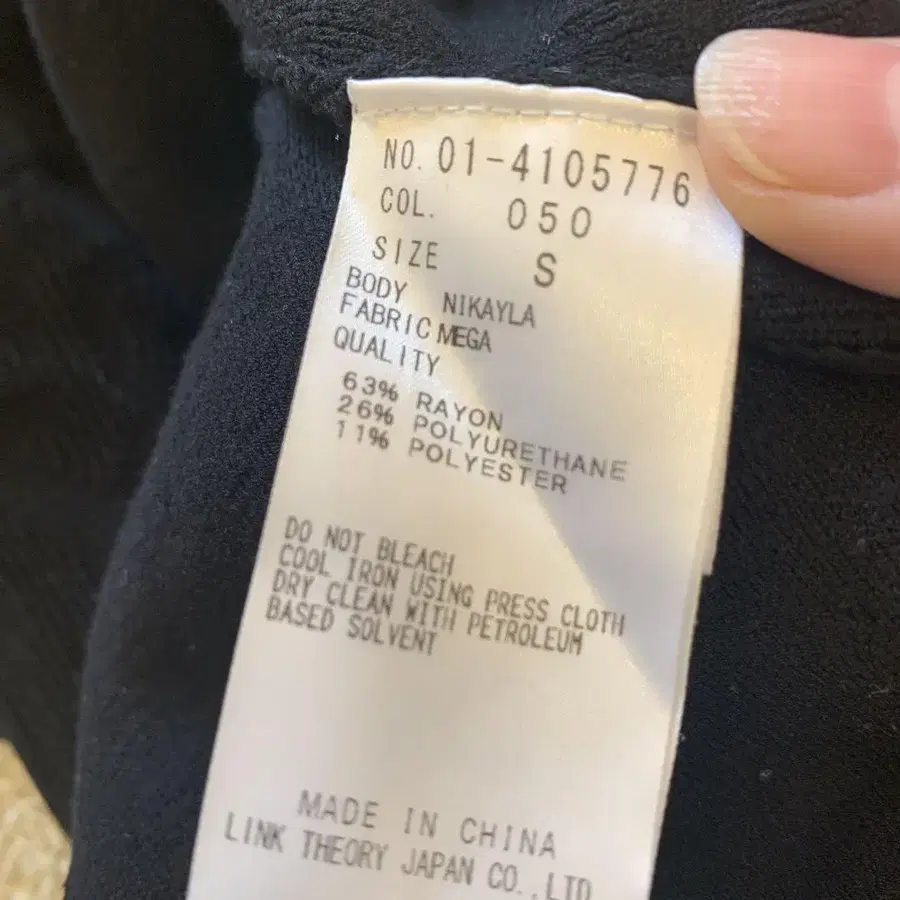 NO. 01-4105776
COL. 050
SIZE S
BODY NIKAYLA
FABRIC MEGA
QUALITY
63% RAYON
26% POLYURETHANE
11% POLYESTER
DO NOT BLEACH
COOL IRON USING PRESS CLOTH
DRY CLEAN WITH PETROLEUM
BASED SOLVENT
MADE IN CHINA
LINK THEORY JAPAN CO.,LTD